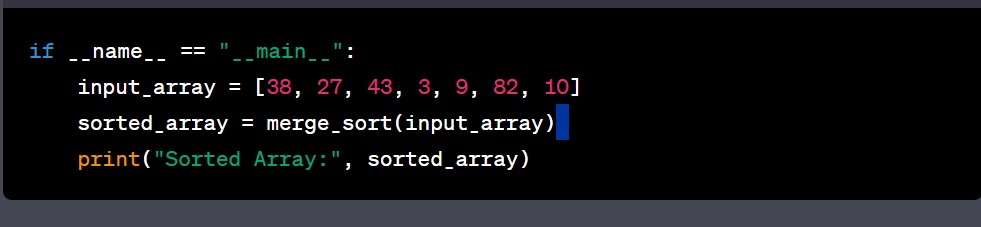 if __name__ == "__main__":
    input_array = [38, 27, 43, 3, 9, 82, 10]
    sorted_array = merge_sort(input_array)
    print("Sorted Array:", sorted_array)